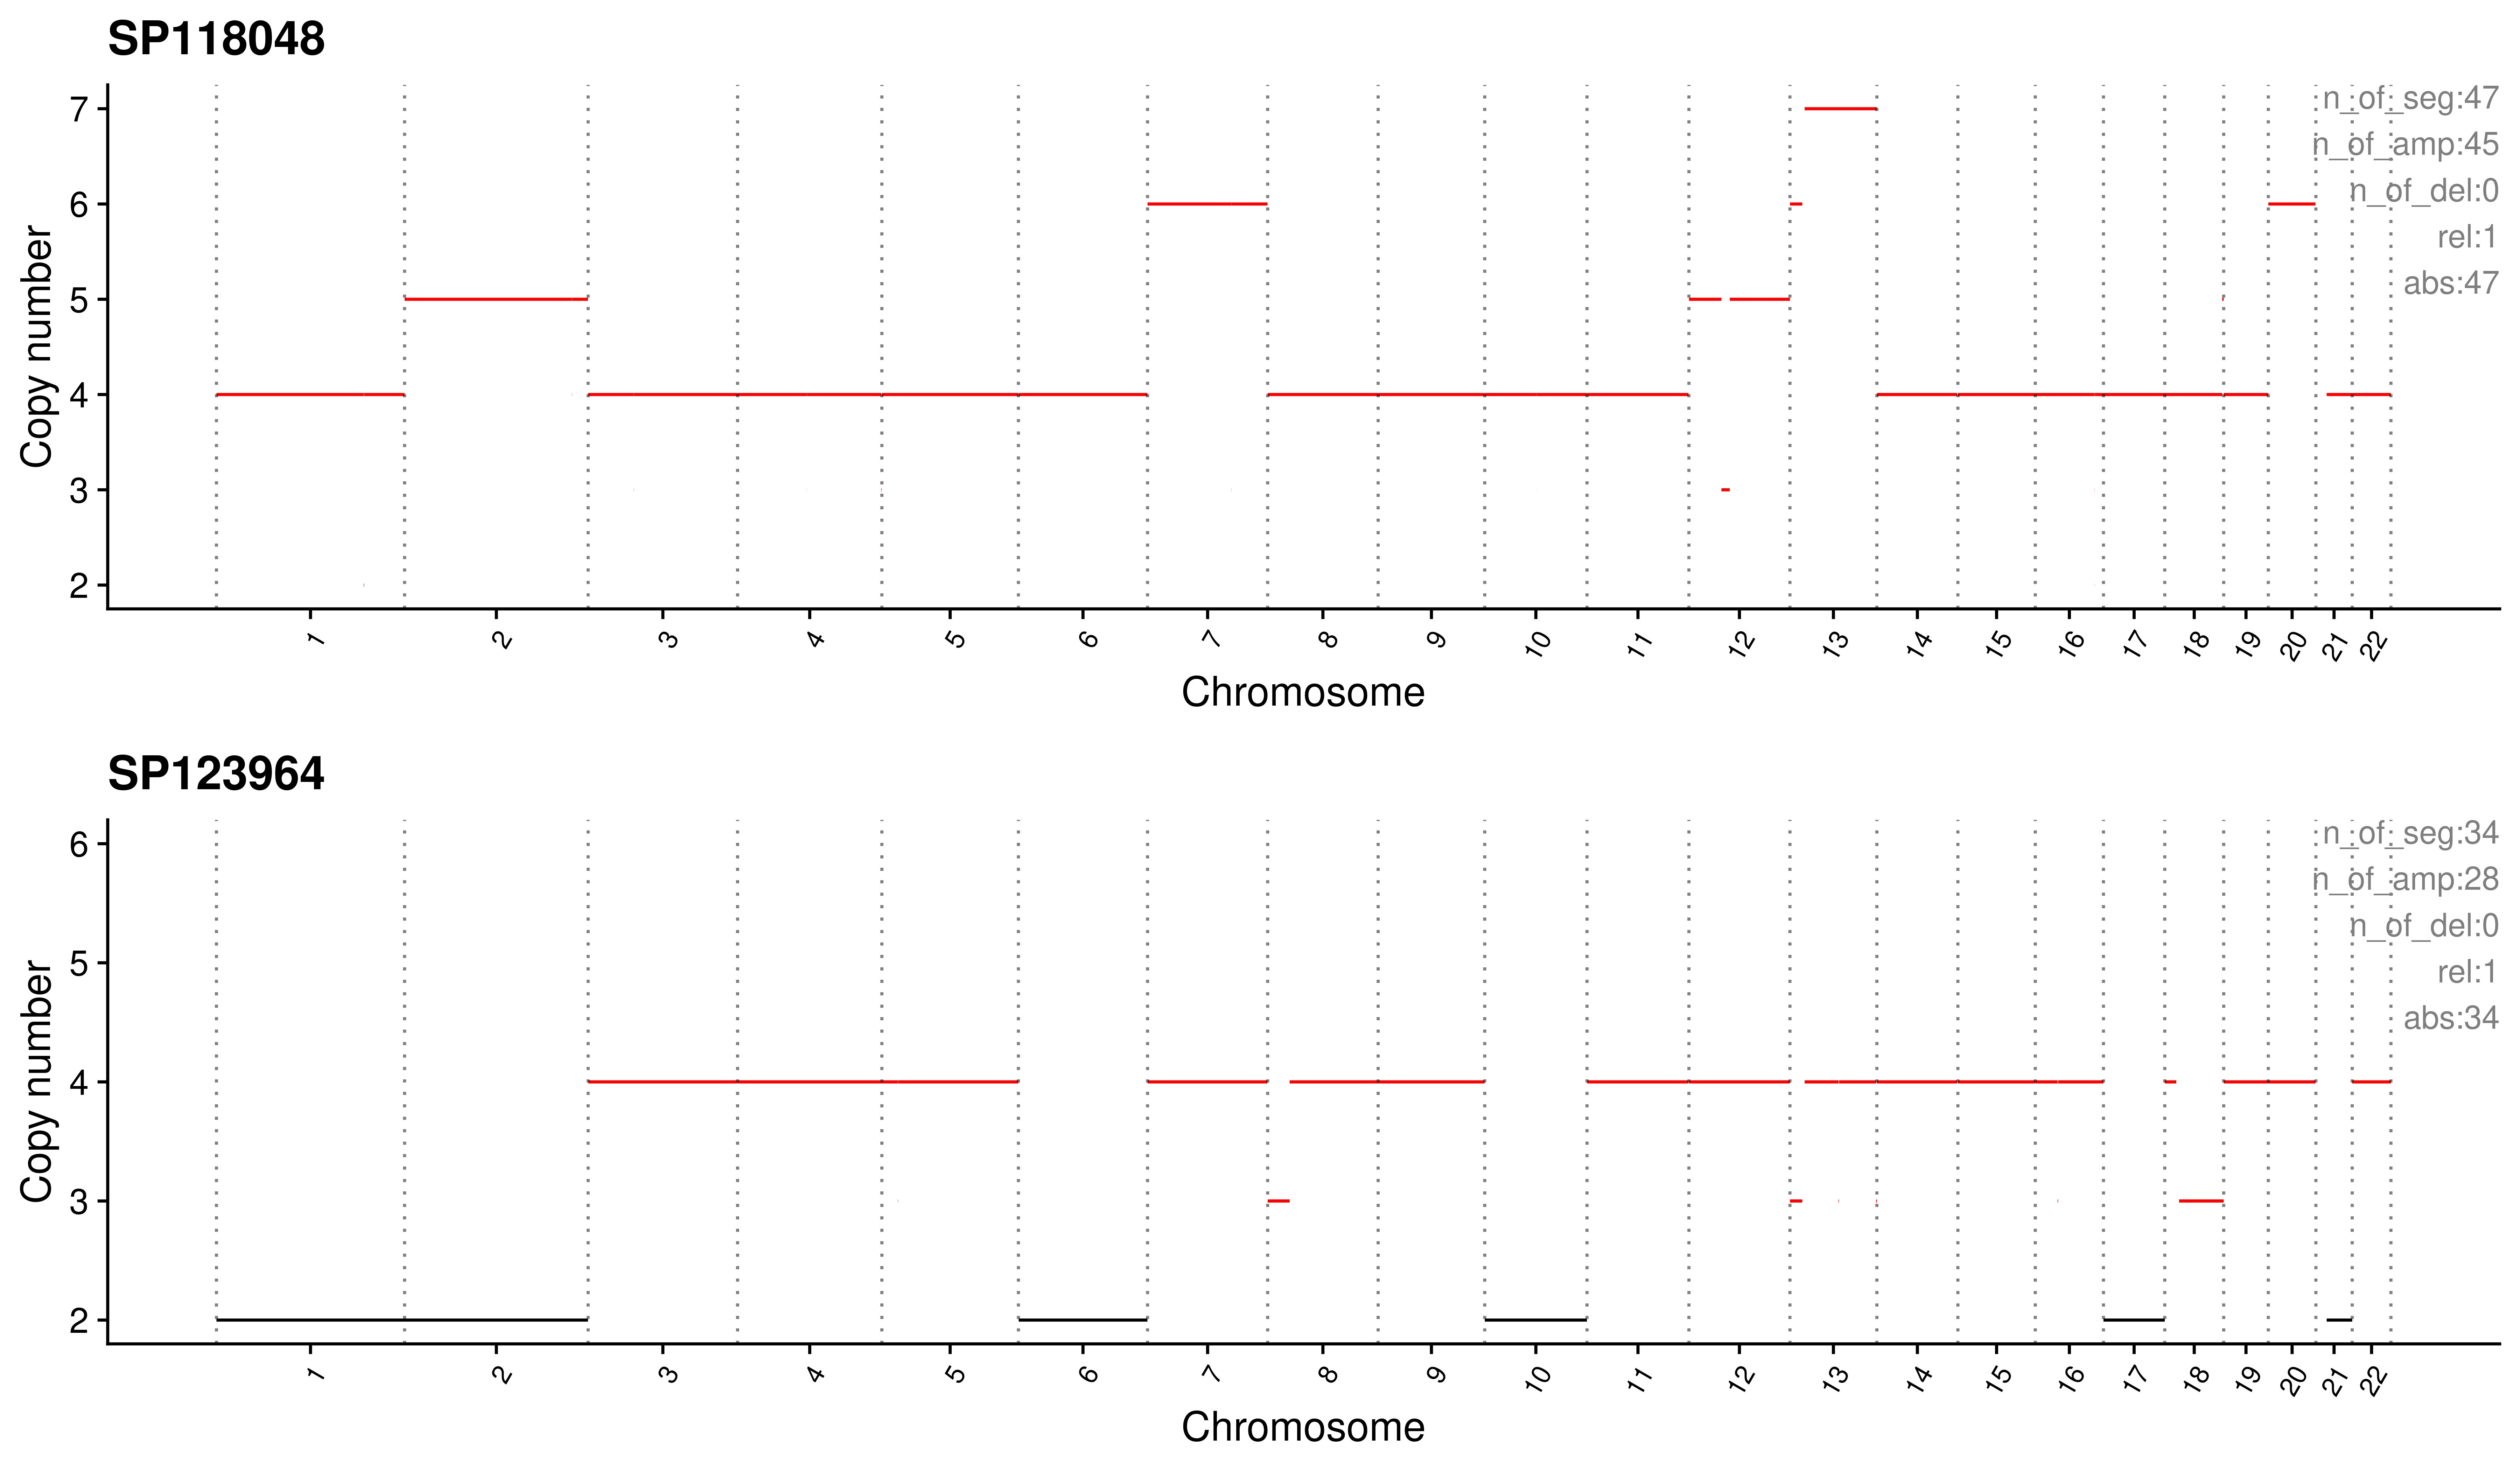 SP118048
n_of_seg:47
n_of_amp:45
n_of_del:0
rel:1
abs:47
7
6
5
4
3
2
Copy number
1 2 3 4 5 6 7 8 9 10 11 12 13 14 15 16 17 18 19 20 21 22
Chromosome
SP123964
n_of_seg:34
n_of_amp:28
n_of_del:0
rel:1
abs:34
6
5
4
3
2
Copy number
1 2 3 4 5 6 7 8 9 10 11 12 13 14 15 16 17 18 19 20 21 22
Chromosome